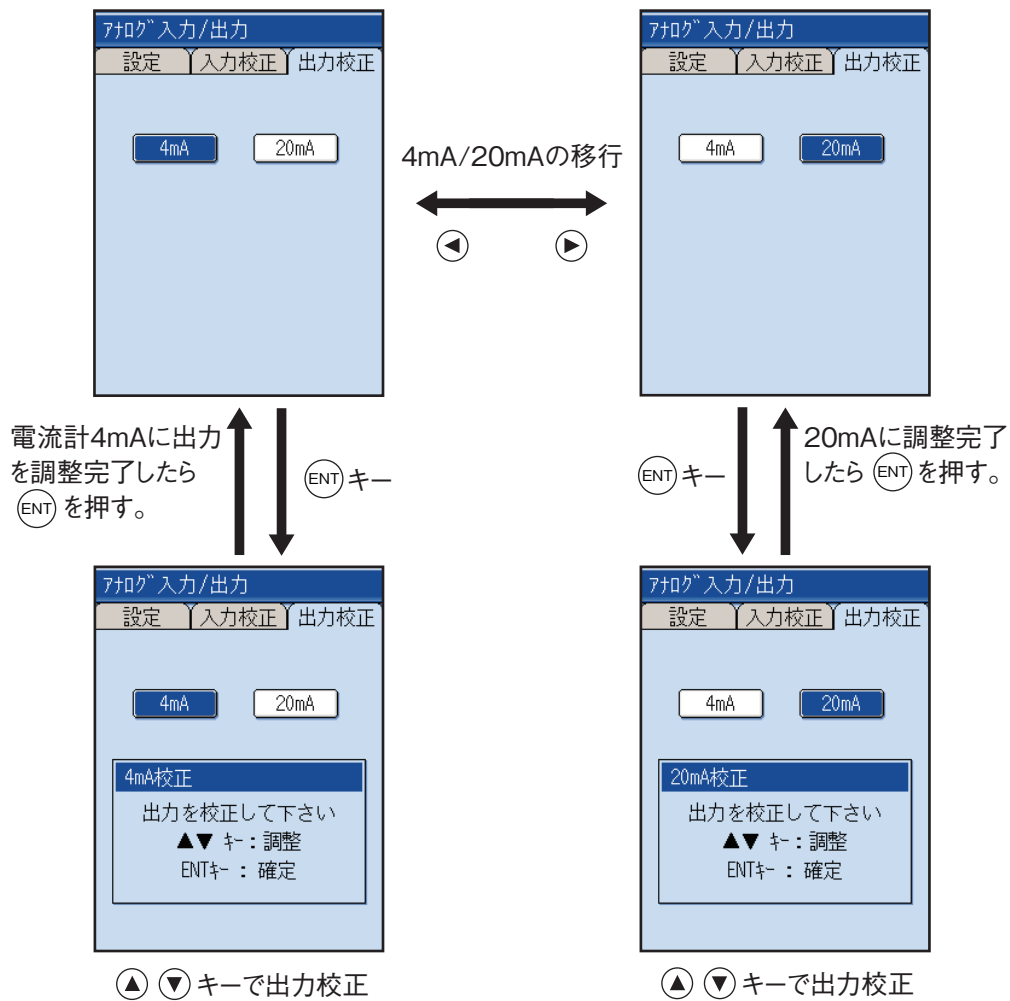 ｱﾅﾛｸﾞ入力/出力
設定 入力校正 出力校正
4mA 20mA
4mA/20mAの移行
◀ ▶
ｱﾅﾛｸﾞ入力/出力
設定 入力校正 出力校正
4mA 20mA
電流計4mAに出力
を調整完了したら
ENT を押す。
ENT キー
ENT キー
20mAに調整完了
したら ENT を押す。
ｱﾅﾛｸﾞ入力/出力
設定 入力校正 出力校正
4mA 20mA
4mA校正
出力を校正して下さい
▲▼ ｷｰ：調整
ENTｷｰ：確定
▲ ▼ キーで出力校正
ｱﾅﾛｸﾞ入力/出力
設定 入力校正 出力校正
4mA 20mA
20mA校正
出力を校正して下さい
▲▼ ｷｰ：調整
ENTｷｰ：確定
▲ ▼ キーで出力校正